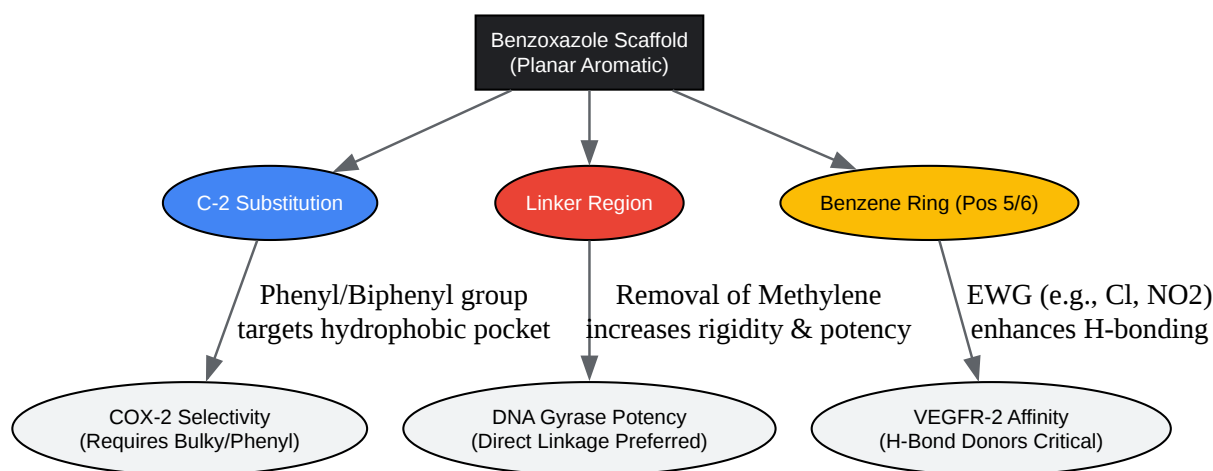 Benzoxazole Scaffold
(Planar Aromatic)
C-2 Substitution
Linker Region
Benzene Ring (Pos 5/6)
Phenyl/Biphenyl group
targets hydrophobic pocket
Removal of Methylene
increases rigidity & potency
EWG (e.g., Cl, NO2)
enhances H-bonding
COX-2 Selectivity
(Requires Bulky/Phenyl)
DNA Gyrase Potency
(Direct Linkage Preferred)
VEGFR-2 Affinity
(H-Bond Donors Critical)